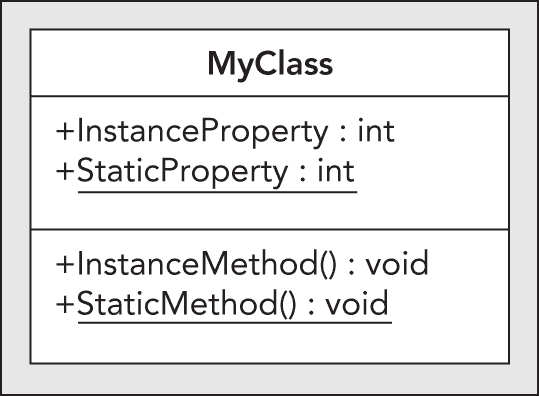 MyClass
+InstanceProperty : int
+StaticProperty : int
+InstanceMethod() : void
+StaticMethod() : void